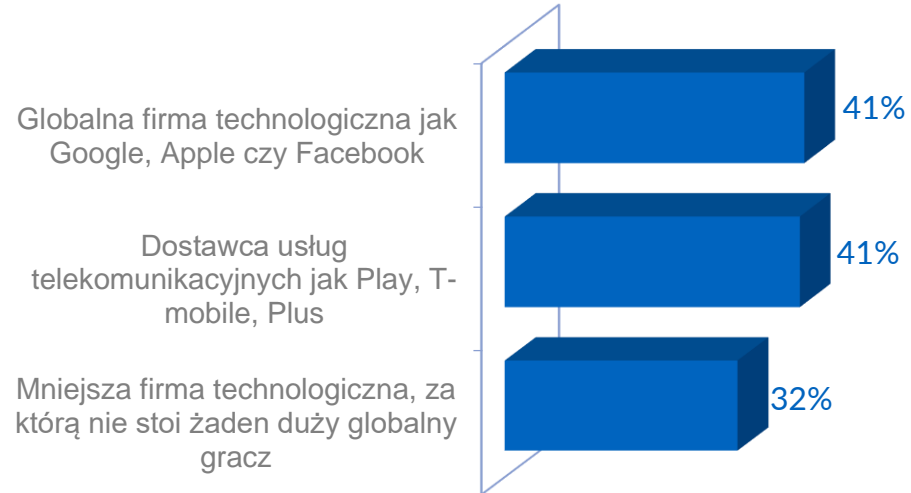 Globalna firma technologiczna jak
Google, Apple czy Facebook
41%
Dostawca usług
telekomunikacyjnych jak Play, T-
mobile, Plus
41%
Mniejsza firma technologiczna, za
którą nie stoi żaden duży globalny
gracz
32%